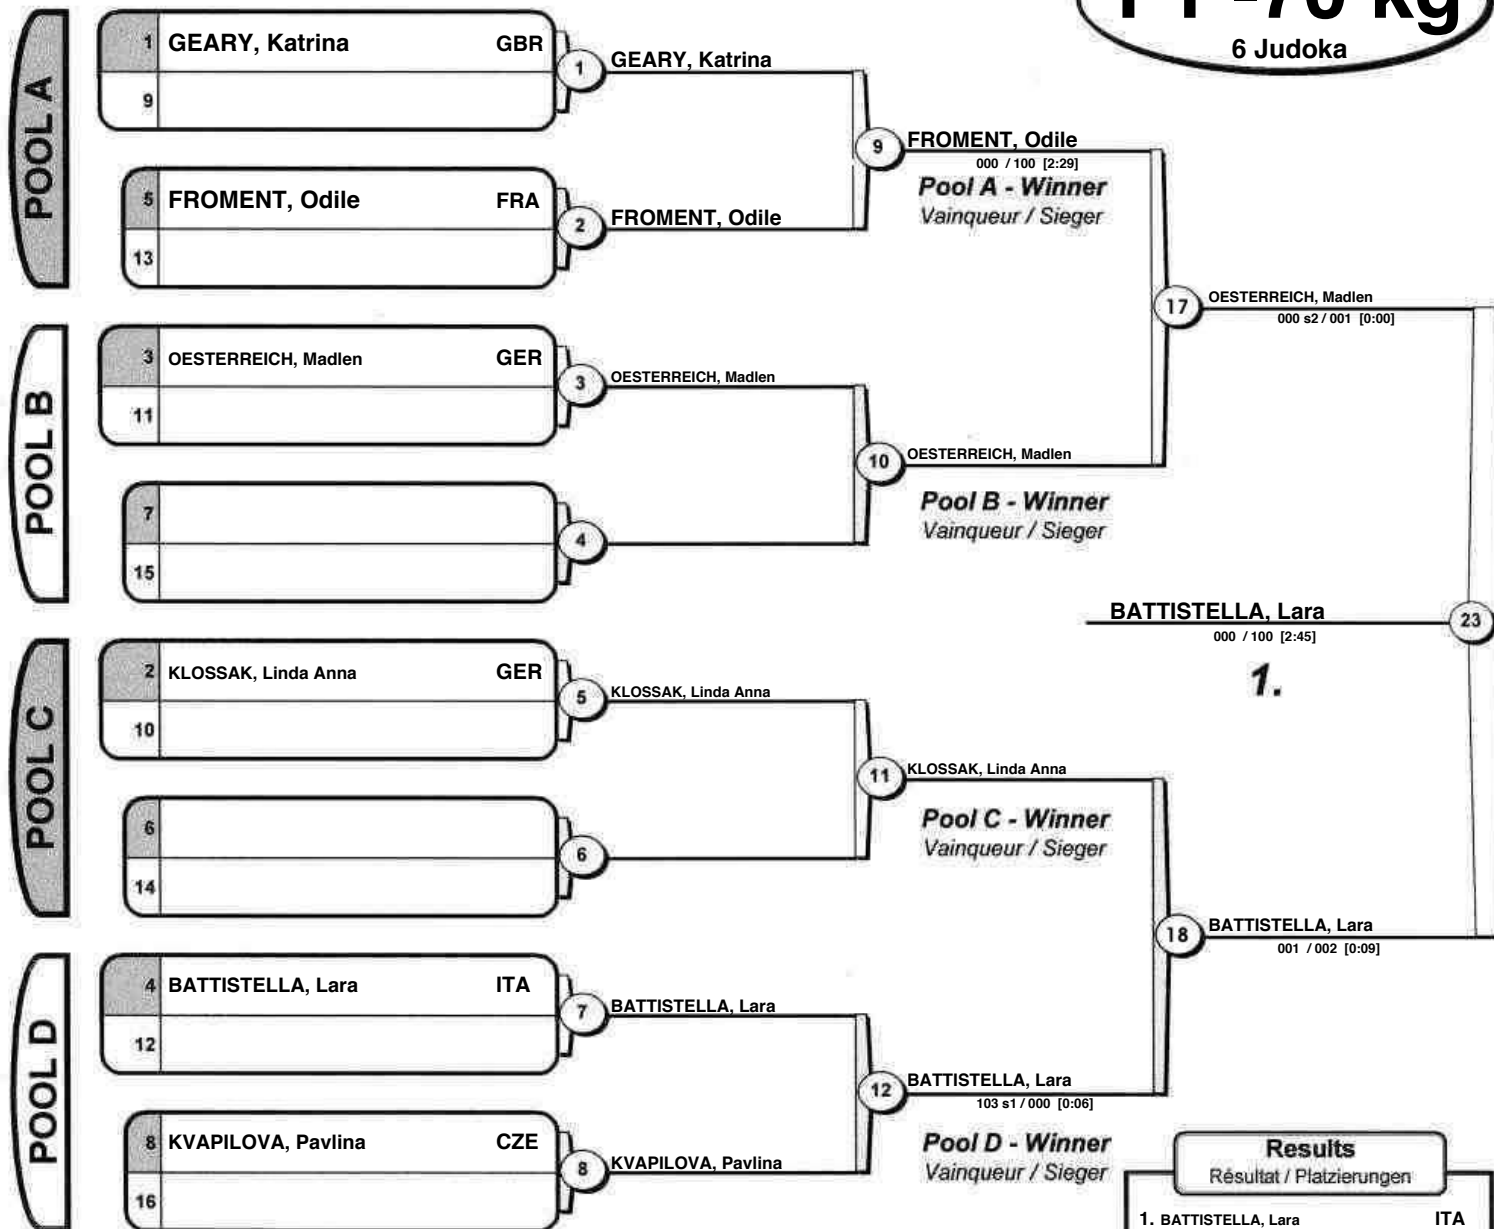 F1 -70 kg
6 Judoka
POOL A
1 GEARY, Katrina GBR
9
1 GEARY, Katrina
5 FROMENT, Odile FRA
13
2 FROMENT, Odile
9 FROMENT, Odile
000 / 100 [2:29]
Pool A - Winner
Vainqueur / Sieger
POOL B
3 OESTERREICH, Madlen GER
11
3 OESTERREICH, Madlen
7
15
4
10 OESTERREICH, Madlen
Pool B - Winner
Vainqueur / Sieger
17 OESTERREICH, Madlen
000 s2 / 001 [0:00]
BATTISTELLA, Lara 23
000 / 100 [2:45]
1.
POOL C
2 KLOSSAK, Linda Anna GER
10
5 KLOSSAK, Linda Anna
6
14
6
11 KLOSSAK, Linda Anna
Pool C - Winner
Vainqueur / Sieger
18 BATTISTELLA, Lara
001 / 002 [0:09]
POOL D
4 BATTISTELLA, Lara ITA
12
7 BATTISTELLA, Lara
8 KVAPILOVA, Pavlina CZE
16
8 KVAPILOVA, Pavlina
12 BATTISTELLA, Lara
103 s1 / 000 [0:06]
Pool D - Winner
Vainqueur / Sieger
Results
Résultat / Platzierungen
1. BATTISTELLA, Lara ITA